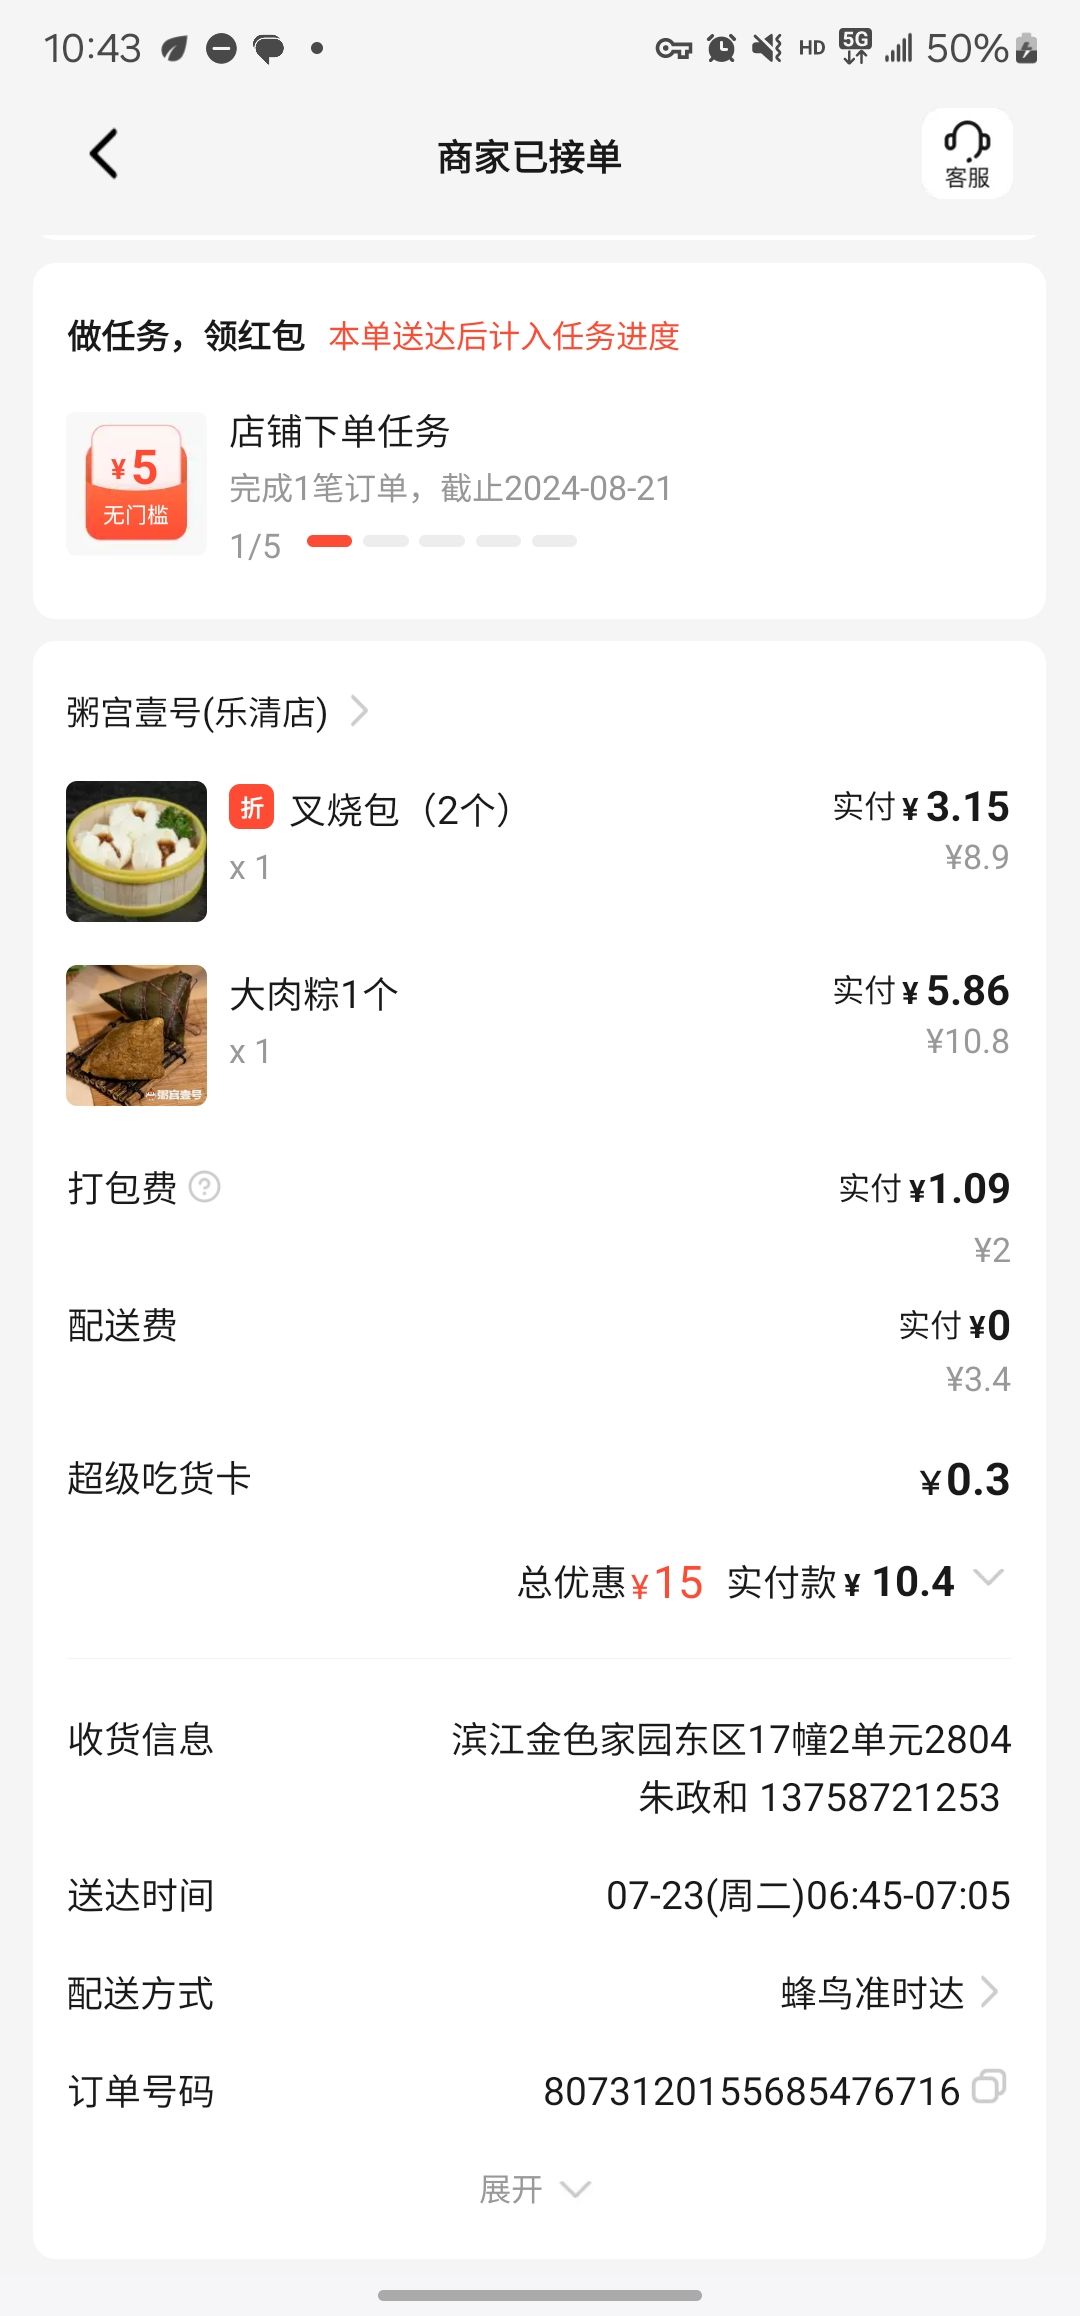 10:43
HD 5G 50%
商家已接单
客服
做任务，领红包 本单送达后计入任务进度
¥5
无门槛
店铺下单任务
完成1笔订单，截止2024-08-21
1/5
粥宫壹号(乐清店)
折 叉烧包（2个） 实付 ¥ 3.15
x 1 ¥8.9
大肉粽1个 实付 ¥ 5.86
x 1 ¥10.8
粥宫壹号
打包费 ? 实付 ¥1.09
¥2
配送费 实付 ¥0
¥3.4
超级吃货卡 ¥0.3
总优惠¥15 实付款¥ 10.4
收货信息 滨江金色家园东区17幢2单元2804
朱政和 13758721253
送达时间 07-23(周二)06:45-07:05
配送方式 蜂鸟准时达
订单号码 8073120155685476716
展开